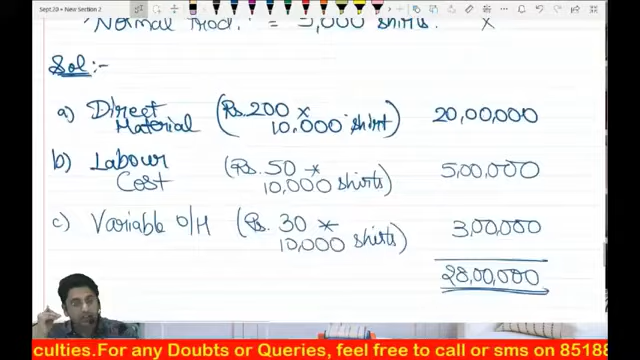 Sept.20 ▾ New Section 2
"Normal Prod." = 5,000 shirts. x
Sol :-
a) Direct Material (Rs. 200 x 10,000 shirt) 20,00,000
b) Labour Cost (Rs. 50 x 10,000 shirts) 5,00,000
c) Variable O/H (Rs. 30 x 10,000 shirts) 3,00,000
28,00,000
culties.For any Doubts or Queries, feel free to call or sms on 85188